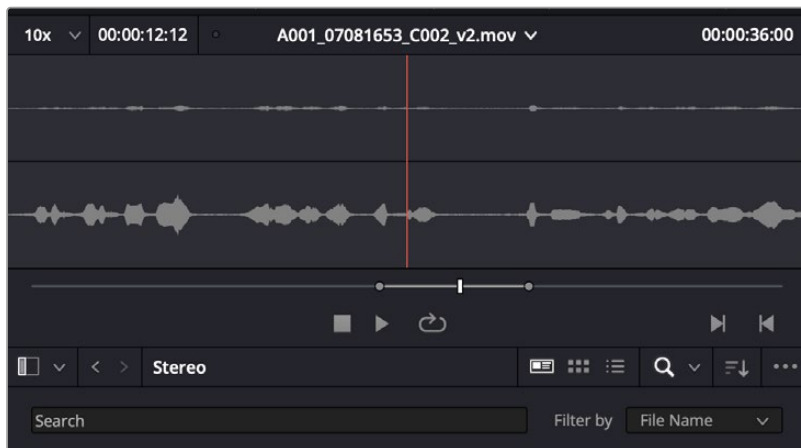 10x 00:00:12:12 A001_07081653_C002_v2.mov 00:00:36:00
Stereo
Search Filter by File Name